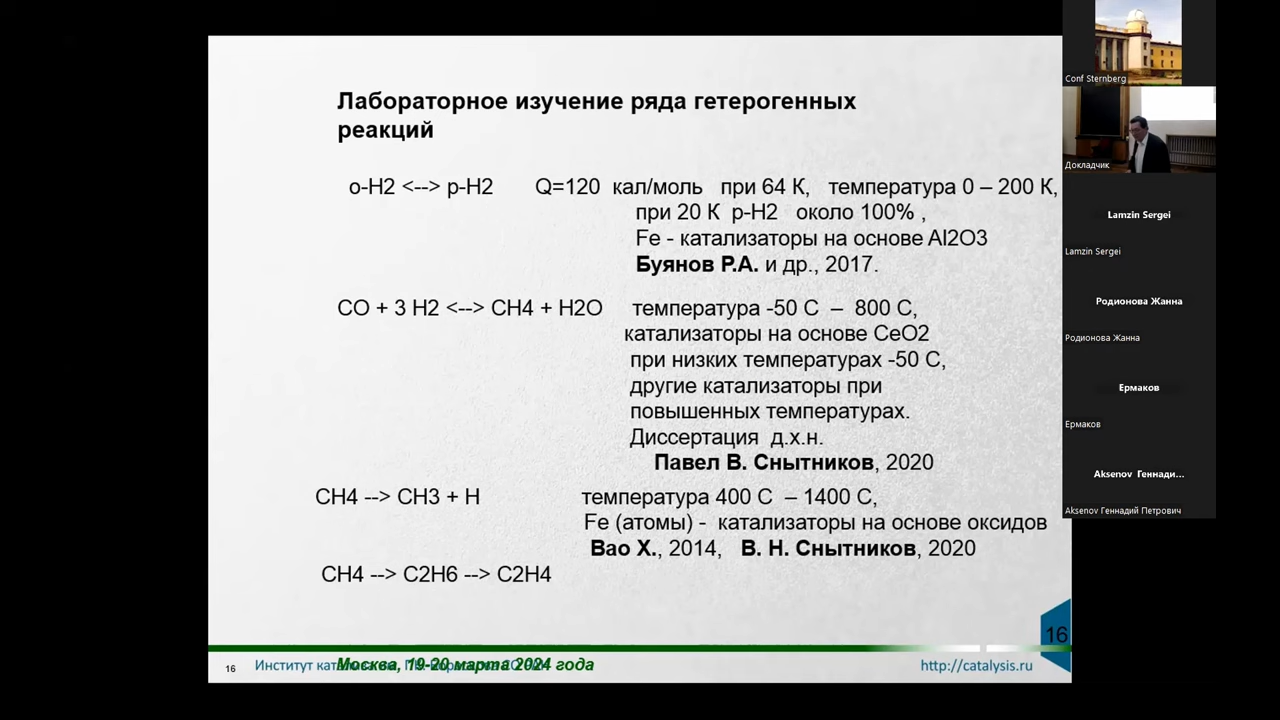 Лабораторное изучение ряда гетерогенных
реакций
o-H2 <--> p-H2 Q=120 кал/моль при 64 К, температура 0 – 200 К,
при 20 К р-Н2 около 100% ,
Fe - катализаторы на основе Al2O3
Буянов Р.А. и др., 2017.
CO + 3 H2 <--> CH4 + H2O температура -50 С – 800 С,
катализаторы на основе CeO2
при низких температурах -50 С,
другие катализаторы при
повышенных температурах.
Диссертация д.х.н.
Павел В. Снытников, 2020
CH4 --> CH3 + H температура 400 С – 1400 С,
Fe (атомы) - катализаторы на основе оксидов
Bao X., 2014, В. Н. Снытников, 2020
CH4 --> C2H6 --> C2H4
16
16 Институт
Москва, 19-20 марта 2024 года
http://catalysis.ru
Conf Sternberg
Докладчик
Lamzin Sergei
Lamzin Sergei
Родионова Жанна
Родионова Жанна
Ермаков
Ермаков
Aksenov Геннади...
Aksenov Геннадий Петрович